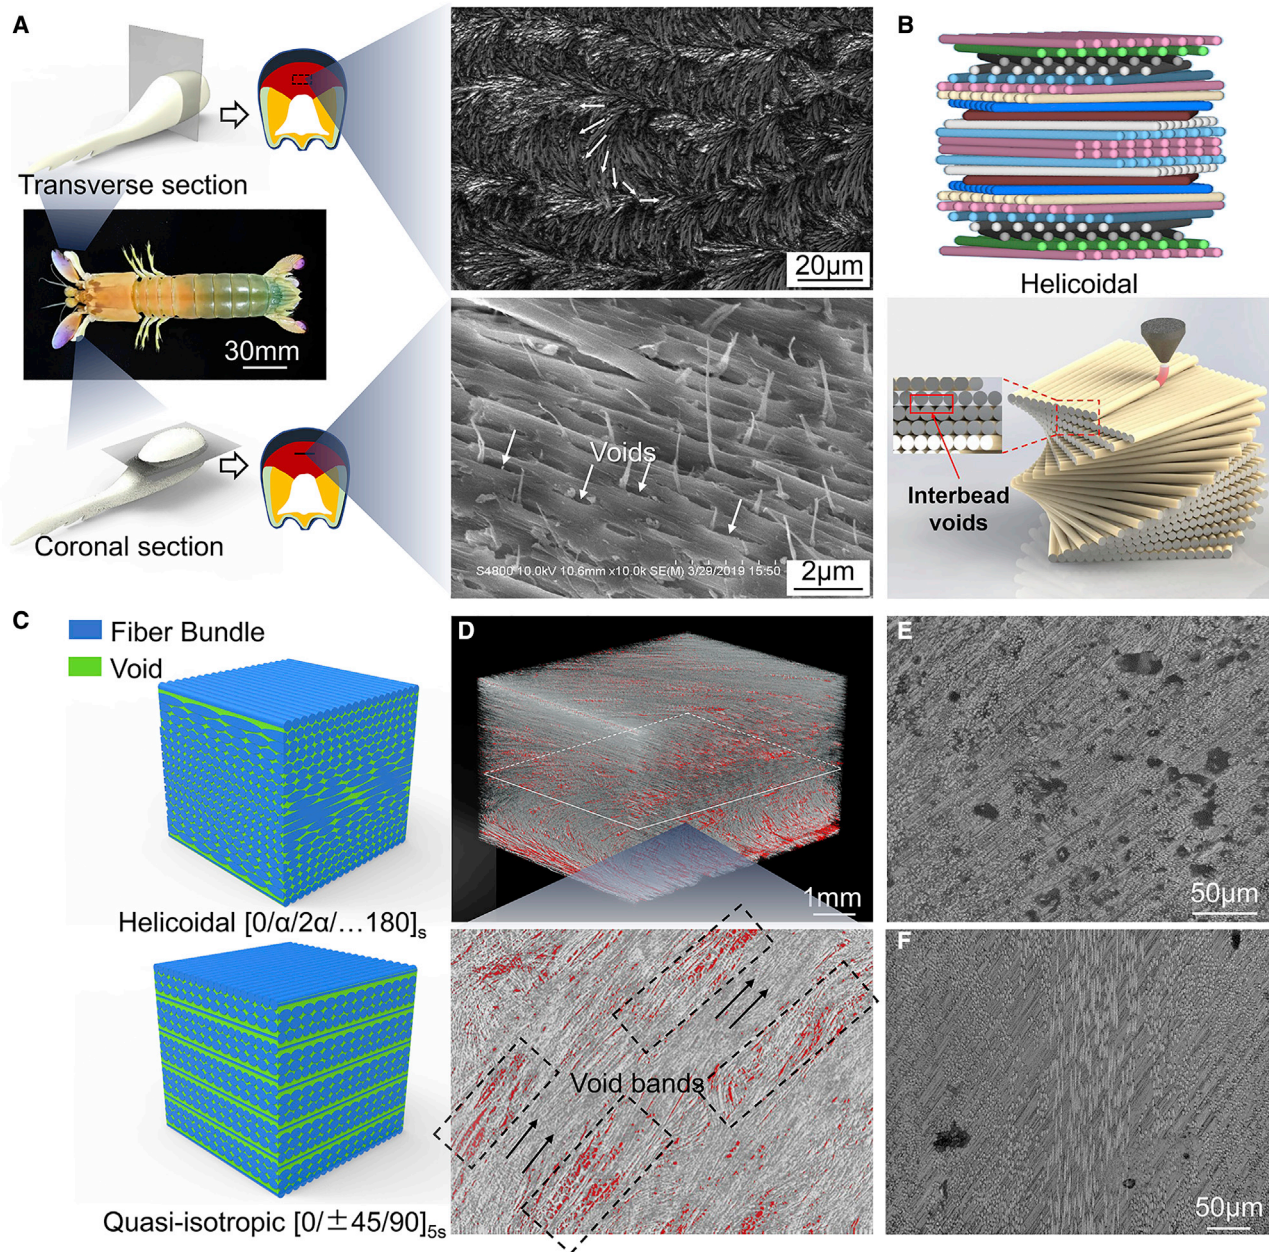 A
Transverse section
30mm
Coronal section
20μm
Voids
S4800 10.0kV 10.6mm x10.0k SE(M) 3/29/2019 15:50
2μm
B
Helicoidal
Interbead
voids
C
Fiber Bundle
Void
Helicoidal [0/α/2α/…180]s
Quasi-isotropic [0/±45/90]5s
D
1mm
Void bands
E
50μm
F
50μm